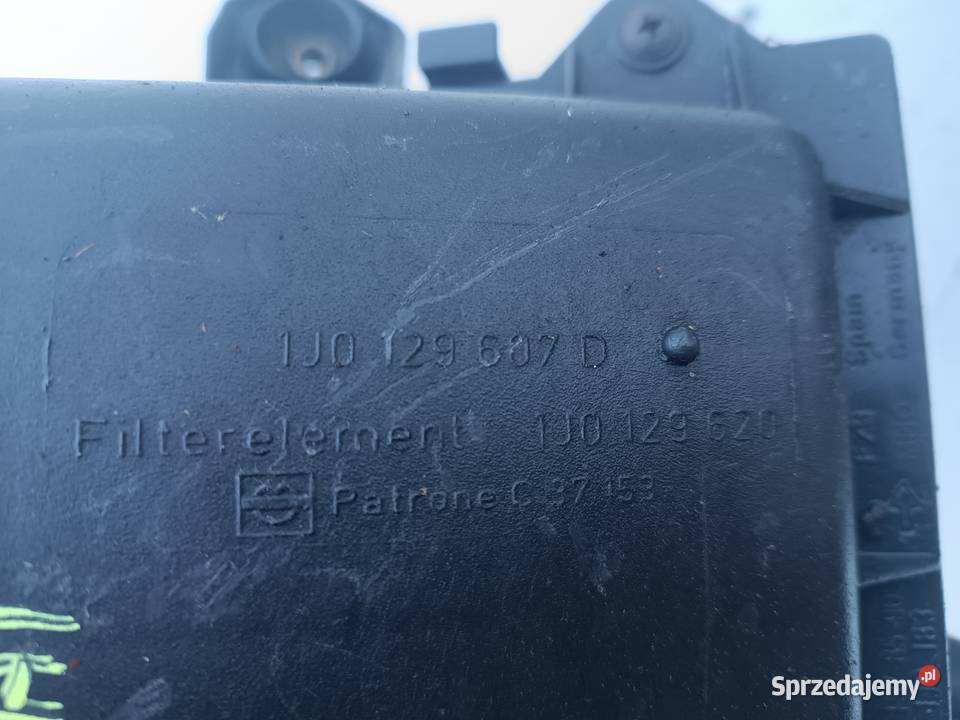 1J0 129 607 D
Filterelement 1J0 129 620
Patrone C 37 153
Spain
Germany
Sprzedajemy.pl